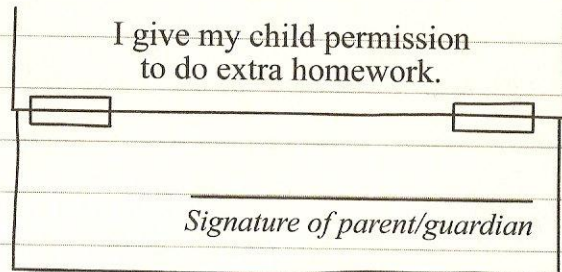 I give my child permission
to do extra homework.
Signature of parent/guardian